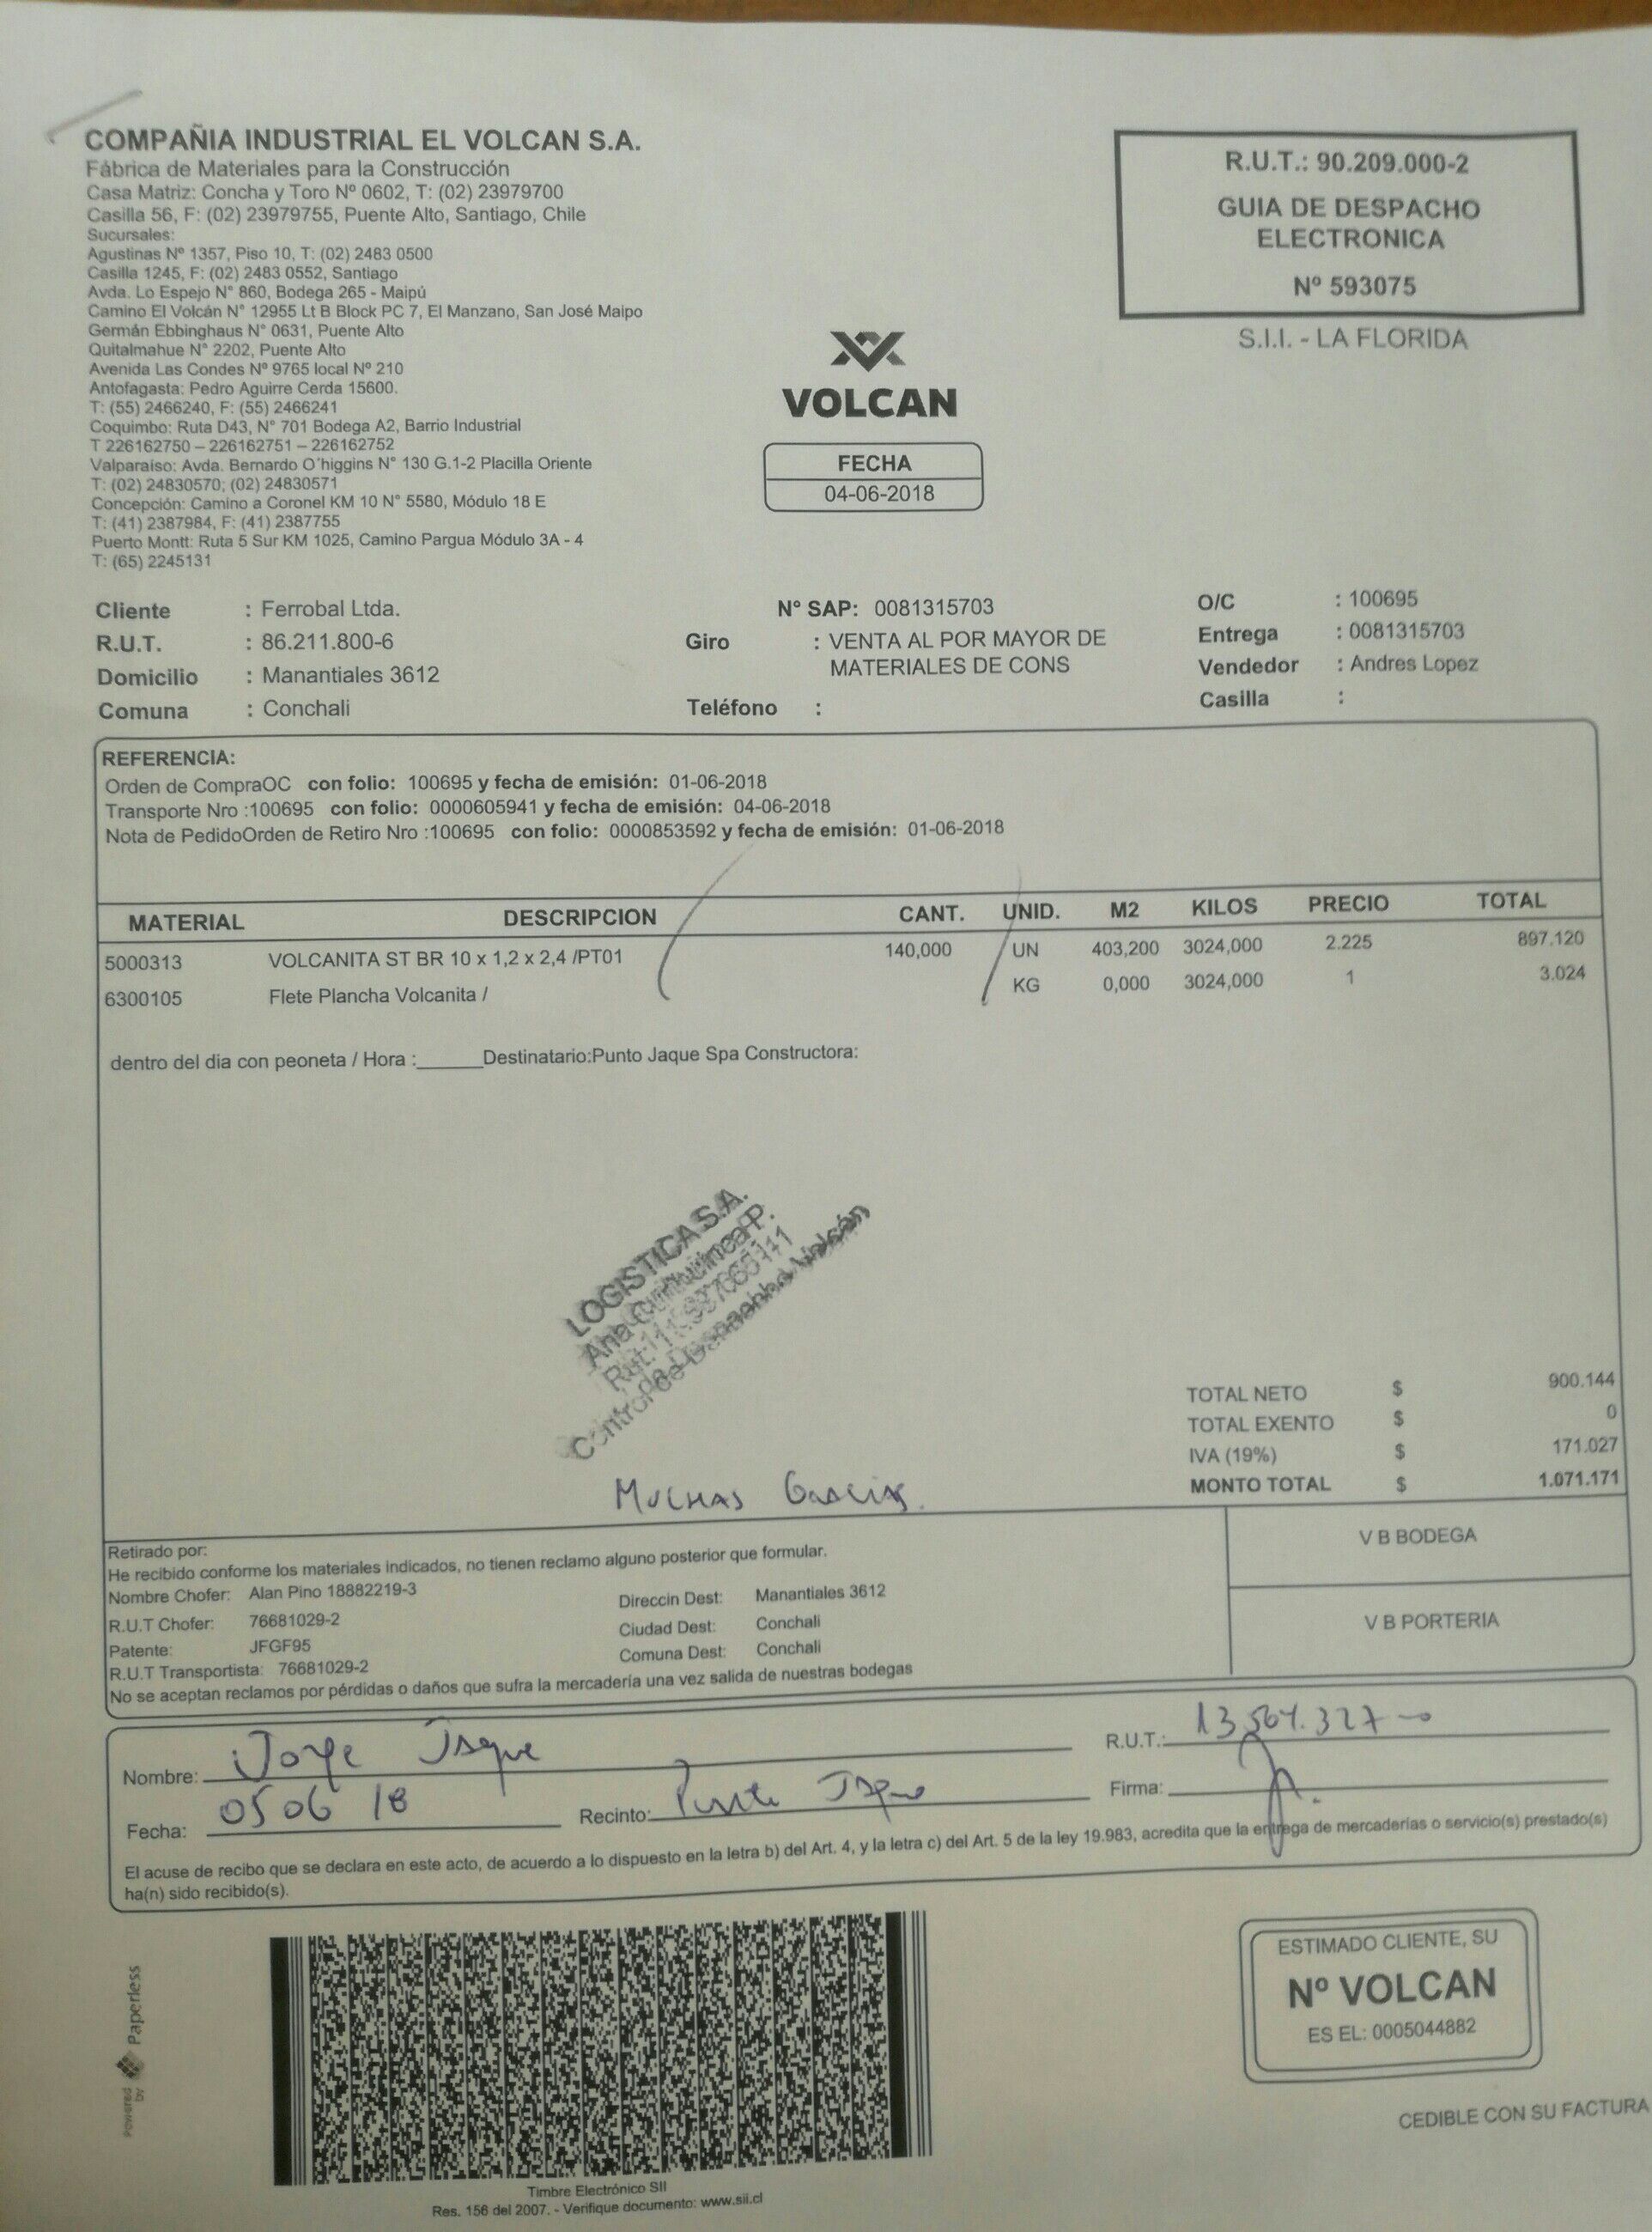 COMPAÑIA INDUSTRIAL EL VOLCAN S.A.
Fábrica de Materiales para la Construcción
Casa Matriz: Concha y Toro Nº 0602, T: (02) 23979700
Casilla 56, F: (02) 23979755, Puente Alto, Santiago, Chile
Sucursales:
Agustinas Nº 1357, Piso 10, T: (02) 2483 0500
Casilla 1245, F: (02) 2483 0552, Santiago
Avda. Lo Espejo N° 860, Bodega 265 - Maipú
Camino El Volcán N° 12955 Lt B Block PC 7, El Manzano, San José Maipo
Germán Ebbinghaus N° 0631, Puente Alto
Quitalmahue N° 2202, Puente Alto
Avenida Las Condes Nº 9765 local Nº 210
Antofagasta: Pedro Aguirre Cerda 15600.
T: (55) 2466240, F: (55) 2466241
Coquimbo: Ruta D43, N° 701 Bodega A2, Barrio Industrial
T 226162750 – 226162751 – 226162752
Valparaiso: Avda. Bernardo O'higgins N° 130 G.1-2 Placilla Oriente
T: (02) 24830570; (02) 24830571
Concepción: Camino a Coronel KM 10 N° 5580, Módulo 18 E
T: (41) 2387984, F: (41) 2387755
Puerto Montt: Ruta 5 Sur KM 1025, Camino Pargua Módulo 3A - 4
T: (65) 2245131
R.U.T.: 90.209.000-2
GUIA DE DESPACHO
ELECTRONICA
Nº 593075
S.I.I. - LA FLORIDA
VOLCAN
FECHA
04-06-2018
Cliente : Ferrobal Ltda. N° SAP: 0081315703 O/C : 100695
R.U.T. : 86.211.800-6 Giro : VENTA AL POR MAYOR DE Entrega : 0081315703
Domicilio : Manantiales 3612 MATERIALES DE CONS Vendedor : Andres Lopez
Comuna : Conchali Teléfono : Casilla :
REFERENCIA:
Orden de CompraOC con folio: 100695 y fecha de emisión: 01-06-2018
Transporte Nro :100695 con folio: 0000605941 y fecha de emisión: 04-06-2018
Nota de PedidoOrden de Retiro Nro :100695 con folio: 0000853592 y fecha de emisión: 01-06-2018
MATERIAL DESCRIPCION CANT. UNID. M2 KILOS PRECIO TOTAL
5000313 VOLCANITA ST BR 10 x 1,2 x 2,4 /PT01 140,000 UN 403,200 3024,000 2.225 897.120
6300105 Flete Plancha Volcanita / KG 0,000 3024,000 1 3.024
dentro del dia con peoneta / Hora :______Destinatario:Punto Jaque Spa Constructora:
LOGISTICA S.A.
Control de Despacho Volcán
TOTAL NETO $ 900.144
TOTAL EXENTO $ 0
IVA (19%) $ 171.027
MONTO TOTAL $ 1.071.171
MUCHAS GRACIAS.
Retirado por:
He recibido conforme los materiales indicados, no tienen reclamo alguno posterior que formular.
Nombre Chofer: Alan Pino 18882219-3 Direccin Dest: Manantiales 3612
R.U.T Chofer: 76681029-2 Ciudad Dest: Conchali
Patente: JFGF95 Comuna Dest: Conchali
R.U.T Transportista: 76681029-2
No se aceptan reclamos por pérdidas o daños que sufra la mercadería una vez salida de nuestras bodegas
V B BODEGA
V B PORTERIA
Nombre: Jorge Jaque R.U.T.: 13.504.327-0
Fecha: 05 06 18 Recinto: Punto Jaque Firma:
El acuse de recibo que se declara en este acto, de acuerdo a lo dispuesto en la letra b) del Art. 4, y la letra c) del Art. 5 de la ley 19.983, acredita que la entrega de mercaderías o servicio(s) prestado(s)
ha(n) sido recibido(s).
Powered by Paperless
Timbre Electrónico SII
Res. 156 del 2007. - Verifique documento: www.sii.cl
ESTIMADO CLIENTE, SU
Nº VOLCAN
ES EL: 0005044882
CEDIBLE CON SU FACTURA